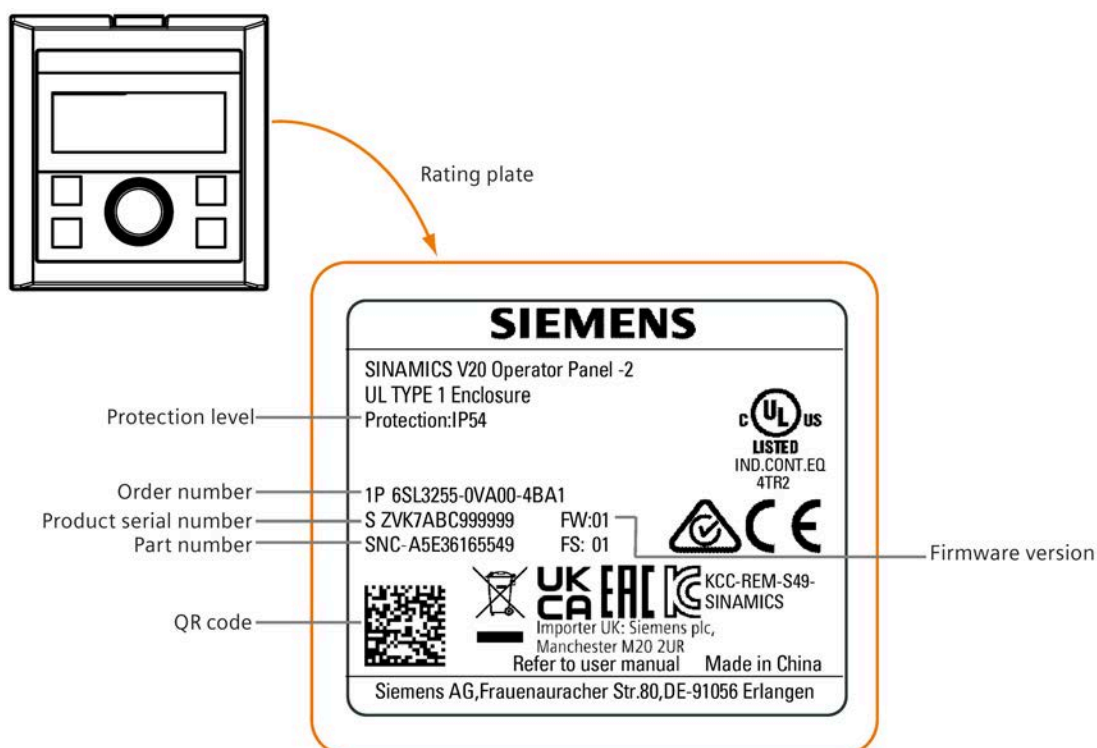 Rating plate
SIEMENS
SINAMICS V20 Operator Panel -2
UL TYPE 1 Enclosure
Protection level
Protection:IP54
C UL US
LISTED
IND.CONT.EQ
4TR2
Order number
1P 6SL3255-0VA00-4BA1
Product serial number
S ZVK7ABC999999 FW:01
Part number
SNC-A5E36165549 FS: 01
CE
Firmware version
UK
CA
EAC
KC
KCC-REM-S49-
SINAMICS
QR code
Importer UK: Siemens plc,
Manchester M20 2UR
Refer to user manual Made in China
Siemens AG,Frauenauracher Str.80,DE-91056 Erlangen